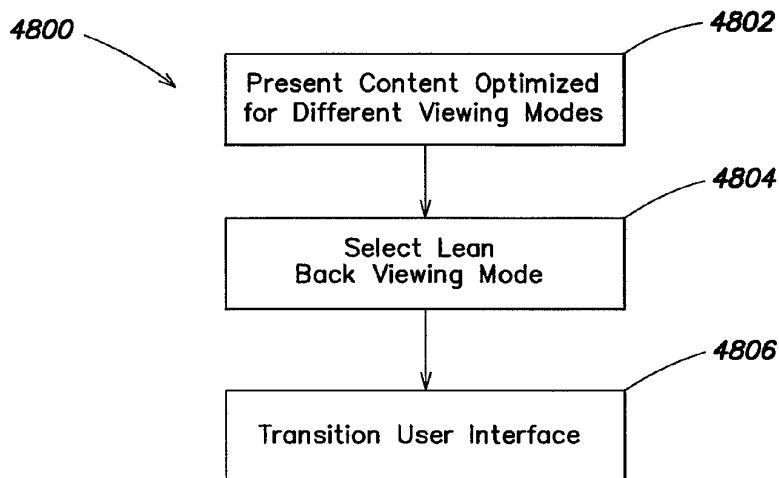 4800
4802
Present Content Optimized
for Different Viewing Modes
4804
Select Lean
Back Viewing Mode
4806
Transition User Interface